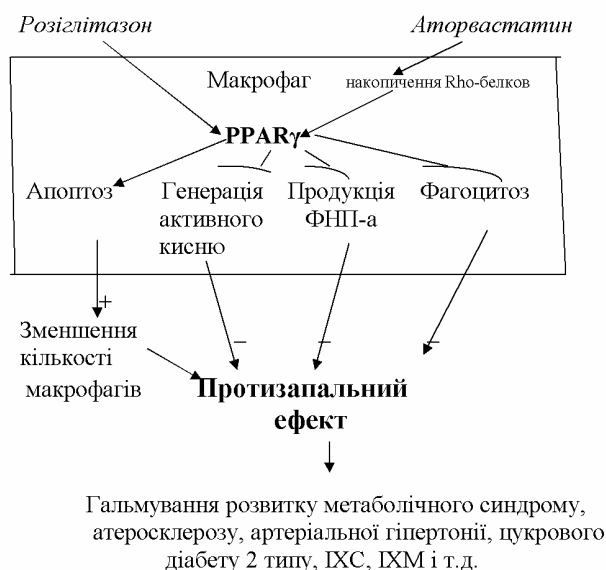 Розіглітазон Аторвастатин
Макрофаг накопичення Rho-белков
PPARγ
Апоптоз Генерація Продукція Фагоцитоз
активного ФНП-а
кисню
+
Зменшення – – –
кількості
макрофагів Протизапальний
ефект
Гальмування розвитку метаболічного синдрому,
атеросклерозу, артеріальної гіпертонії, цукрового
діабету 2 типу, ІХС, ІХМ і т.д.